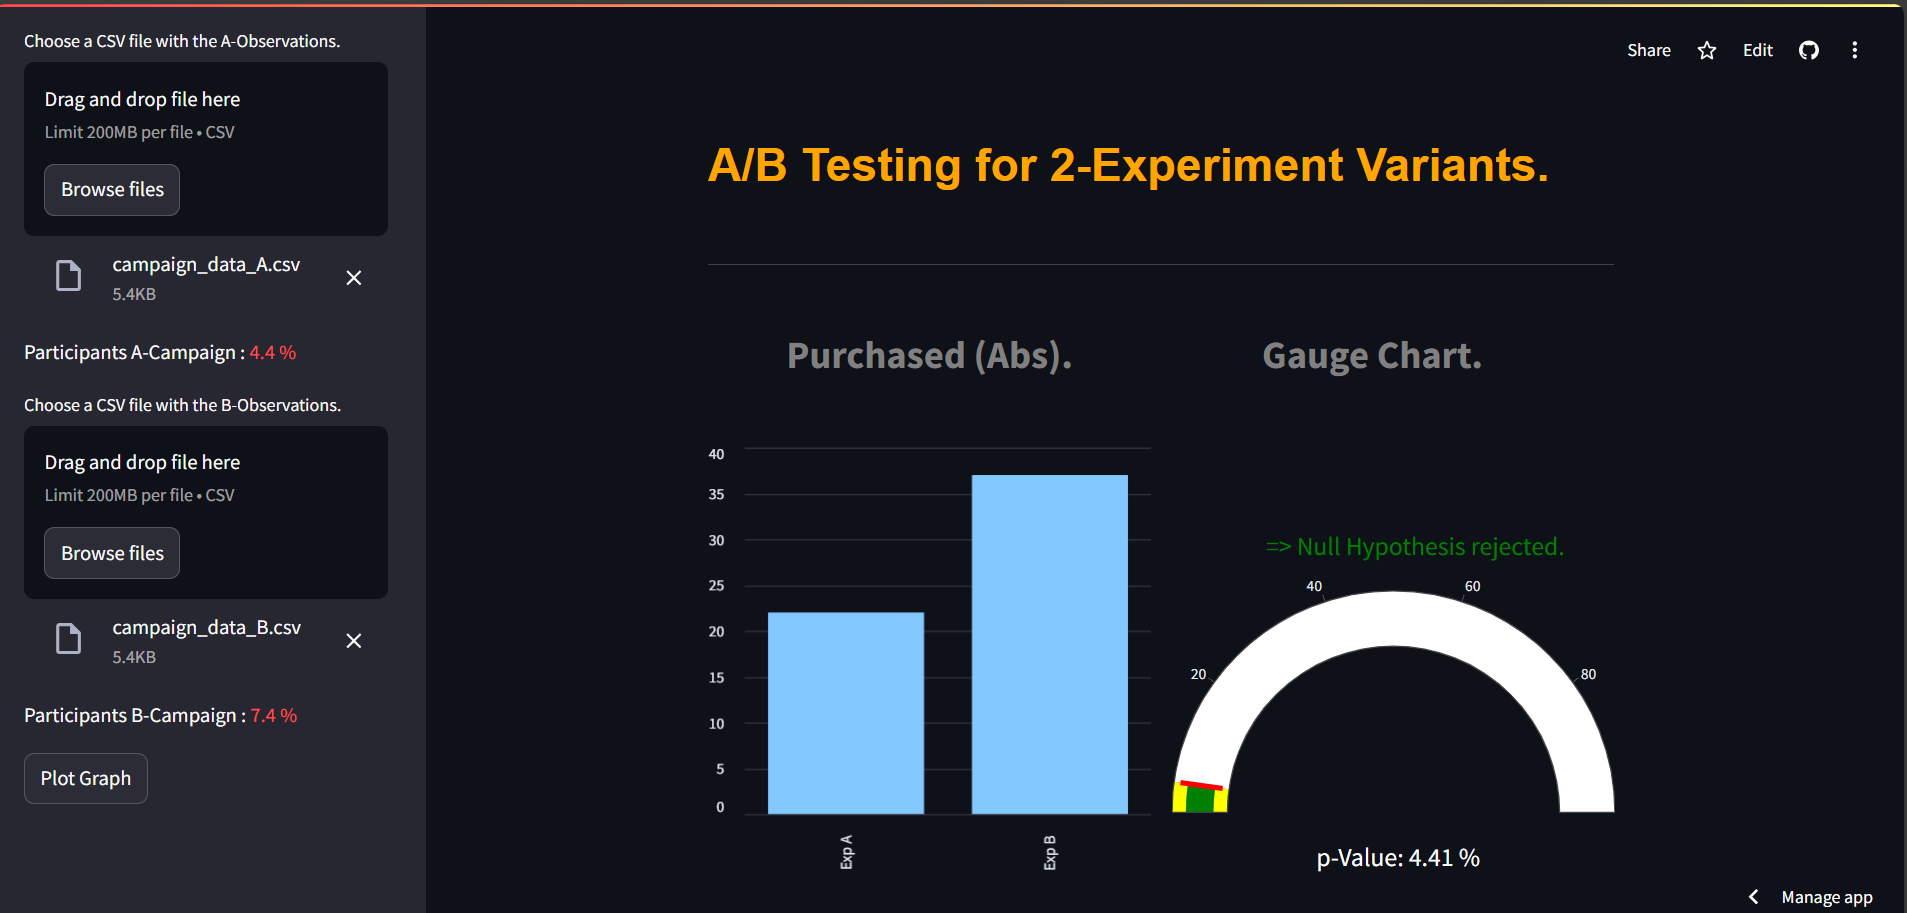 Choose a CSV file with the A-Observations.
Drag and drop file here
Limit 200MB per file • CSV
Browse files
campaign_data_A.csv
5.4KB
Participants A-Campaign : 4.4 %
Choose a CSV file with the B-Observations.
Drag and drop file here
Limit 200MB per file • CSV
Browse files
campaign_data_B.csv
5.4KB
Participants B-Campaign : 7.4 %
Plot Graph
Share
Edit
A/B Testing for 2-Experiment Variants.
Purchased (Abs).
40
35
30
25
20
15
10
5
0
Exp A
Exp B
Gauge Chart.
=> Null Hypothesis rejected.
20
40
60
80
p-Value: 4.41 %
Manage app